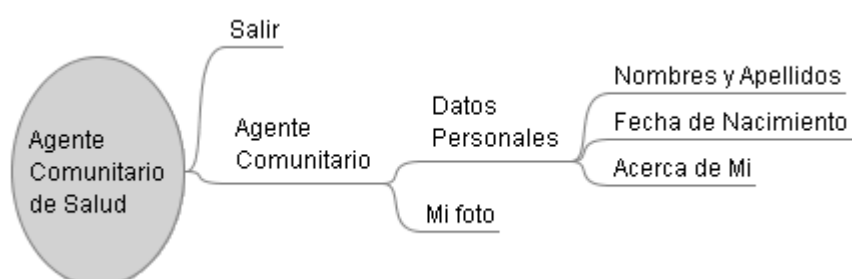 Salir
Agente
Comunitario
de Salud
Agente
Comunitario
Datos
Personales
Nombres y Apellidos
Fecha de Nacimiento
Acerca de Mi
Mi foto